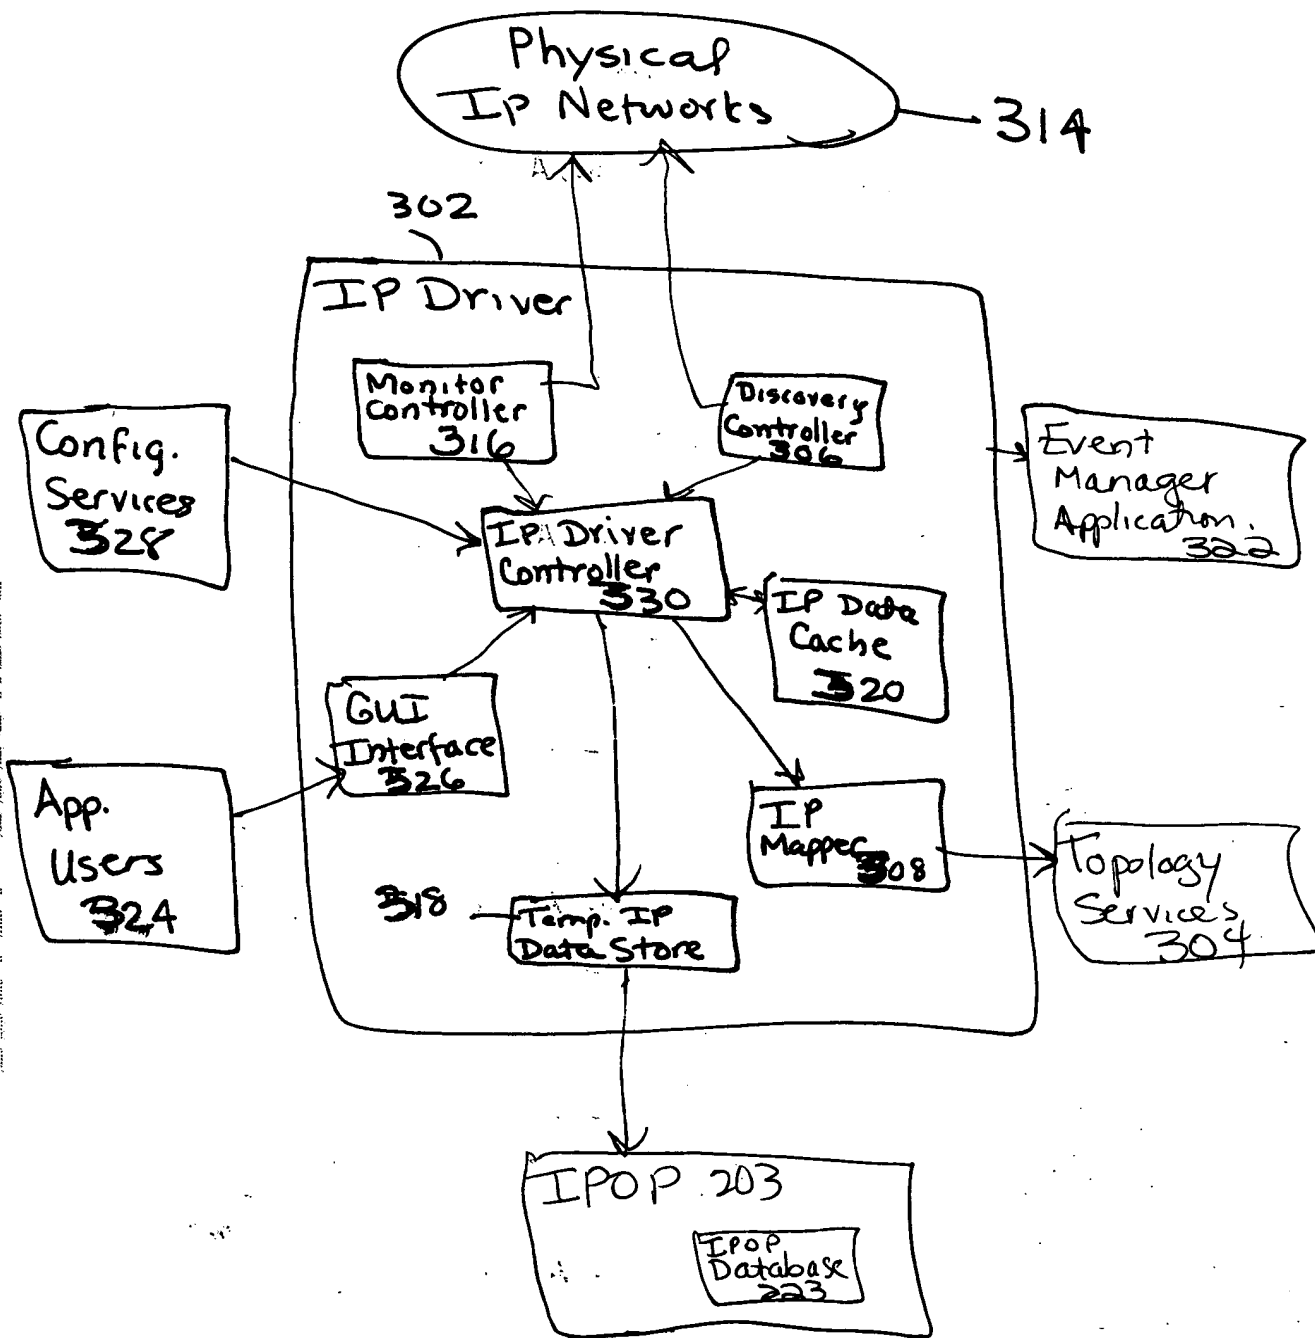 Physical
IP Networks
314
302
IP Driver
Monitor
Controller
316
Discovery
Controller
306
Config.
Services
328
Event
Manager
Application.
322
IP Driver
Controller
330
IP Data
Cache
320
GUI
Interface
326
App.
Users
324
IP
Mapper
308
Topology
Services
304
318
Temp. IP
Data Store
IPOP 203
IPOP
Database
223